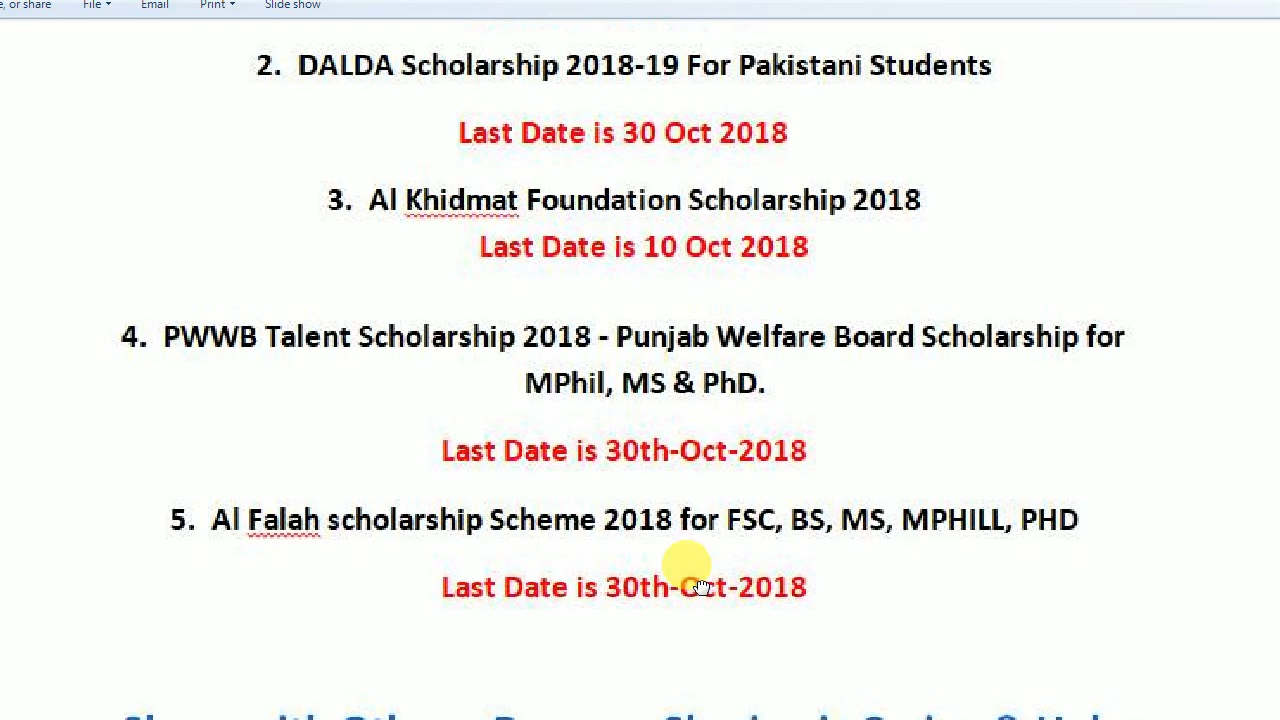 , or share File Email Print Slide show
2. DALDA Scholarship 2018-19 For Pakistani Students
Last Date is 30 Oct 2018
3. Al Khidmat Foundation Scholarship 2018
Last Date is 10 Oct 2018
4. PWWB Talent Scholarship 2018 - Punjab Welfare Board Scholarship for
MPhil, MS & PhD.
Last Date is 30th-Oct-2018
5. Al Falah scholarship Scheme 2018 for FSC, BS, MS, MPHILL, PHD
Last Date is 30th-Oct-2018